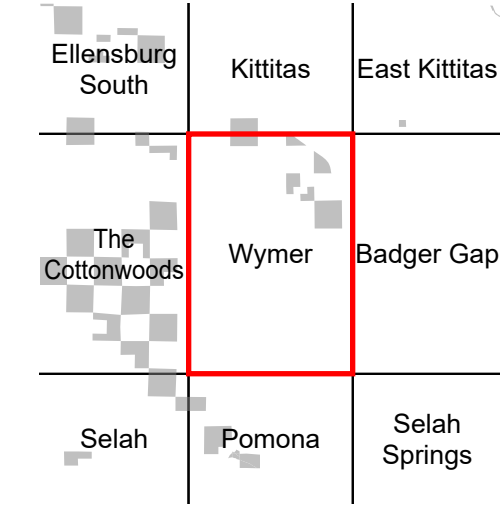 Ellensburg
South
Kittitas
East Kittitas
The
Cottonwoods
Wymer
Badger Gap
Selah
Pomona
Selah
Springs